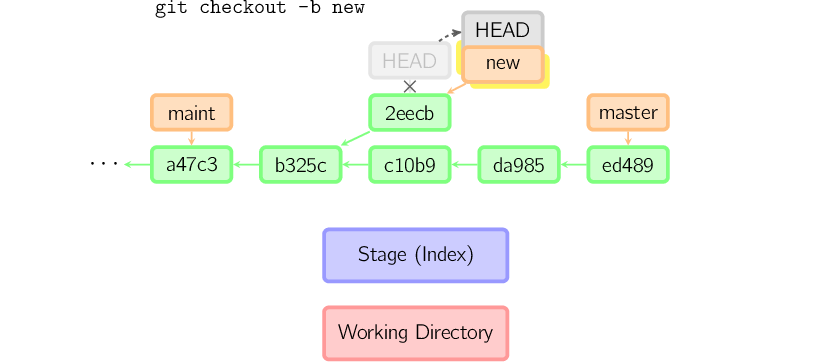 git checkout -b new
HEAD
HEAD
new
maint
2eecb
master
...
a47c3
b325c
c10b9
da985
ed489
Stage (Index)
Working Directory